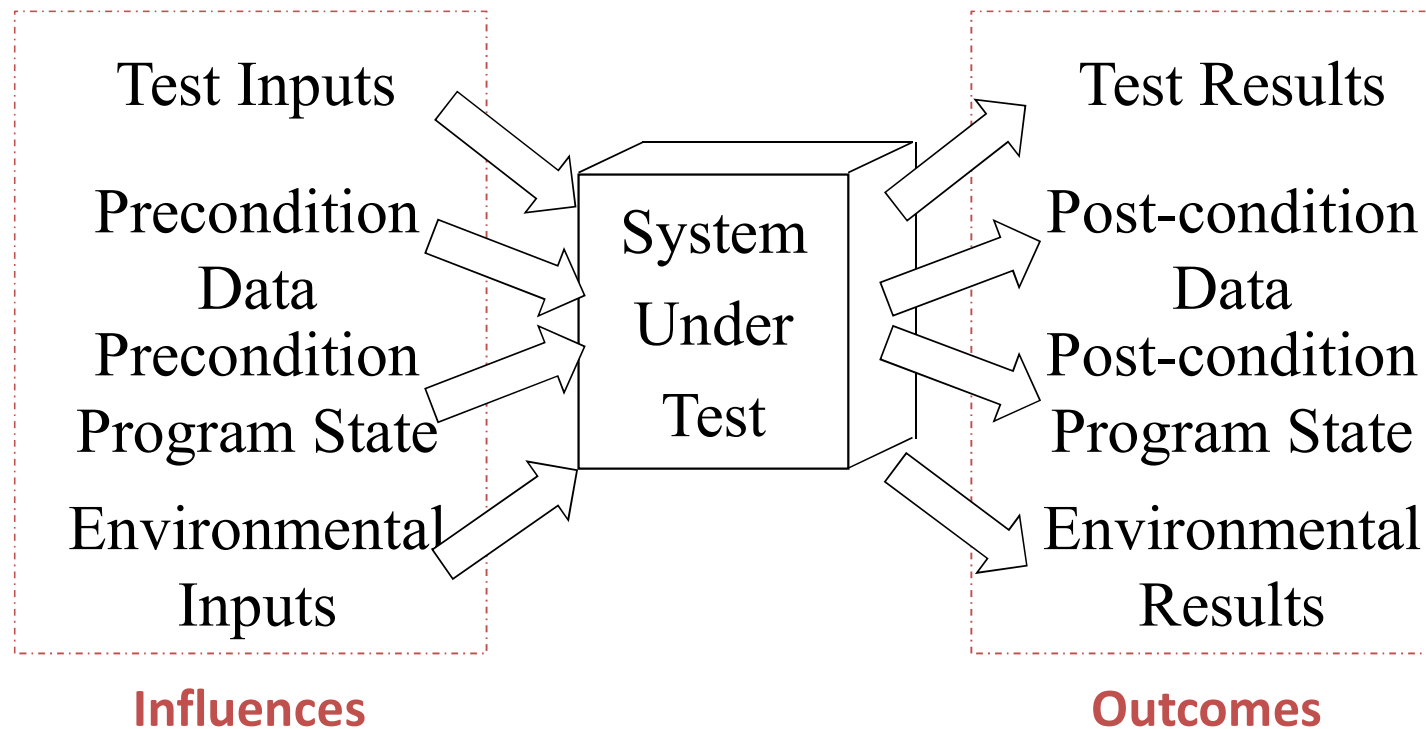 Test Inputs
Precondition
Data
Precondition
Program State
Environmental
Inputs
Influences
System
Under
Test
Test Results
Post-condition
Data
Post-condition
Program State
Environmental
Results
Outcomes